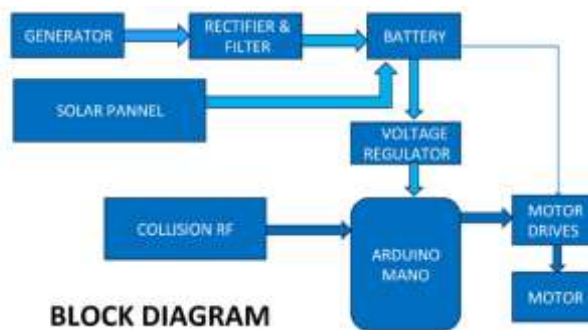 GENERATOR
RECTIFIER &
FILTER
BATTERY
SOLAR PANNEL
VOLTAGE
REGULATOR
COLLISION RF
ARDUINO
MANO
MOTOR
DRIVES
MOTOR
BLOCK DIAGRAM